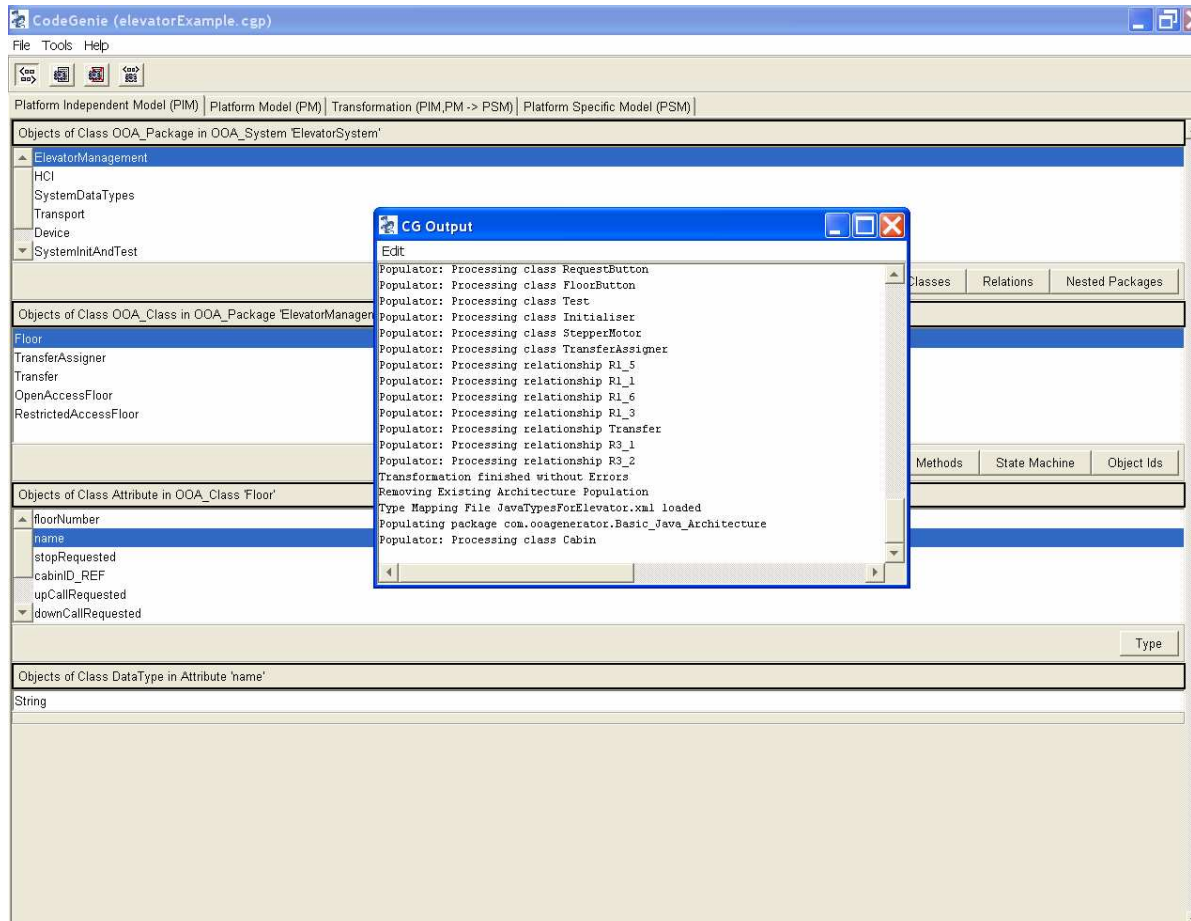 CodeGenie (elevatorExample.cgp)
File Tools Help
Platform Independent Model (PIM) Platform Model (PM) Transformation (PIM,PM -> PSM) Platform Specific Model (PSM)
Objects of Class OOA_Package in OOA_System 'ElevatorSystem'
ElevatorManagement
HCI
SystemDataTypes
Transport
Device
SystemInitAndTest
Classes Relations Nested Packages
Objects of Class OOA_Class in OOA_Package 'ElevatorManagen
Floor
TransferAssigner
Transfer
OpenAccessFloor
RestrictedAccessFloor
Methods State Machine Object Ids
Objects of Class Attribute in OOA_Class 'Floor'
floorNumber
name
stopRequested
cabinID_REF
upCallRequested
downCallRequested
Type
Objects of Class DataType in Attribute 'name'
String
CG Output
Edit
Populator: Processing class RequestButton
Populator: Processing class FloorButton
Populator: Processing class Test
Populator: Processing class Initialiser
Populator: Processing class StepperMotor
Populator: Processing class TransferAssigner
Populator: Processing relationship R1_5
Populator: Processing relationship R1_1
Populator: Processing relationship R1_6
Populator: Processing relationship R1_3
Populator: Processing relationship Transfer
Populator: Processing relationship R3_1
Populator: Processing relationship R3_2
Transformation finished without Errors
Removing Existing Architecture Population
Type Mapping File JavaTypesForElevator.xml loaded
Populating package com.ooagenerator.Basic_Java_Architecture
Populator: Processing class Cabin